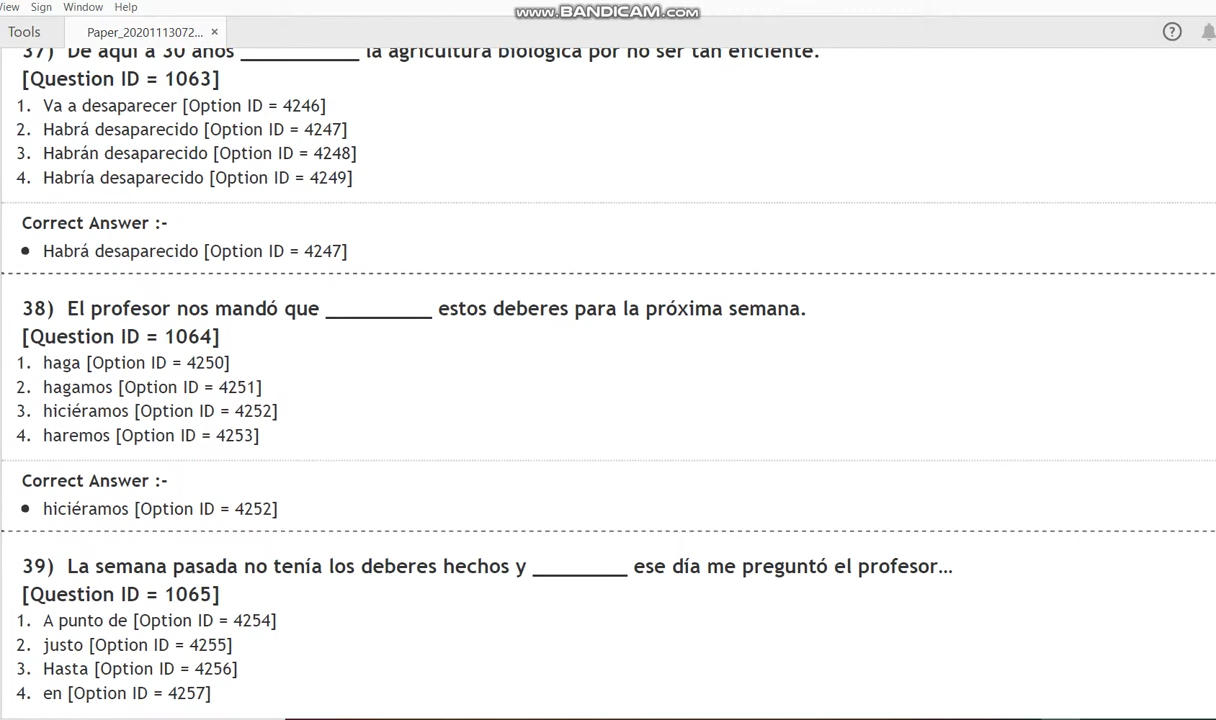 View Sign Window Help
www.BANDICAM.com
Tools Paper_20201113072... ×
37) De aquí a 30 años __________ la agricultura biológica por no ser tan eficiente.
[Question ID = 1063]
1. Va a desaparecer [Option ID = 4246]
2. Habrá desaparecido [Option ID = 4247]
3. Habrán desaparecido [Option ID = 4248]
4. Habría desaparecido [Option ID = 4249]
Correct Answer :-
• Habrá desaparecido [Option ID = 4247]
38) El profesor nos mandó que _________ estos deberes para la próxima semana.
[Question ID = 1064]
1. haga [Option ID = 4250]
2. hagamos [Option ID = 4251]
3. hiciéramos [Option ID = 4252]
4. haremos [Option ID = 4253]
Correct Answer :-
• hiciéramos [Option ID = 4252]
39) La semana pasada no tenía los deberes hechos y ________ ese día me preguntó el profesor...
[Question ID = 1065]
1. A punto de [Option ID = 4254]
2. justo [Option ID = 4255]
3. Hasta [Option ID = 4256]
4. en [Option ID = 4257]